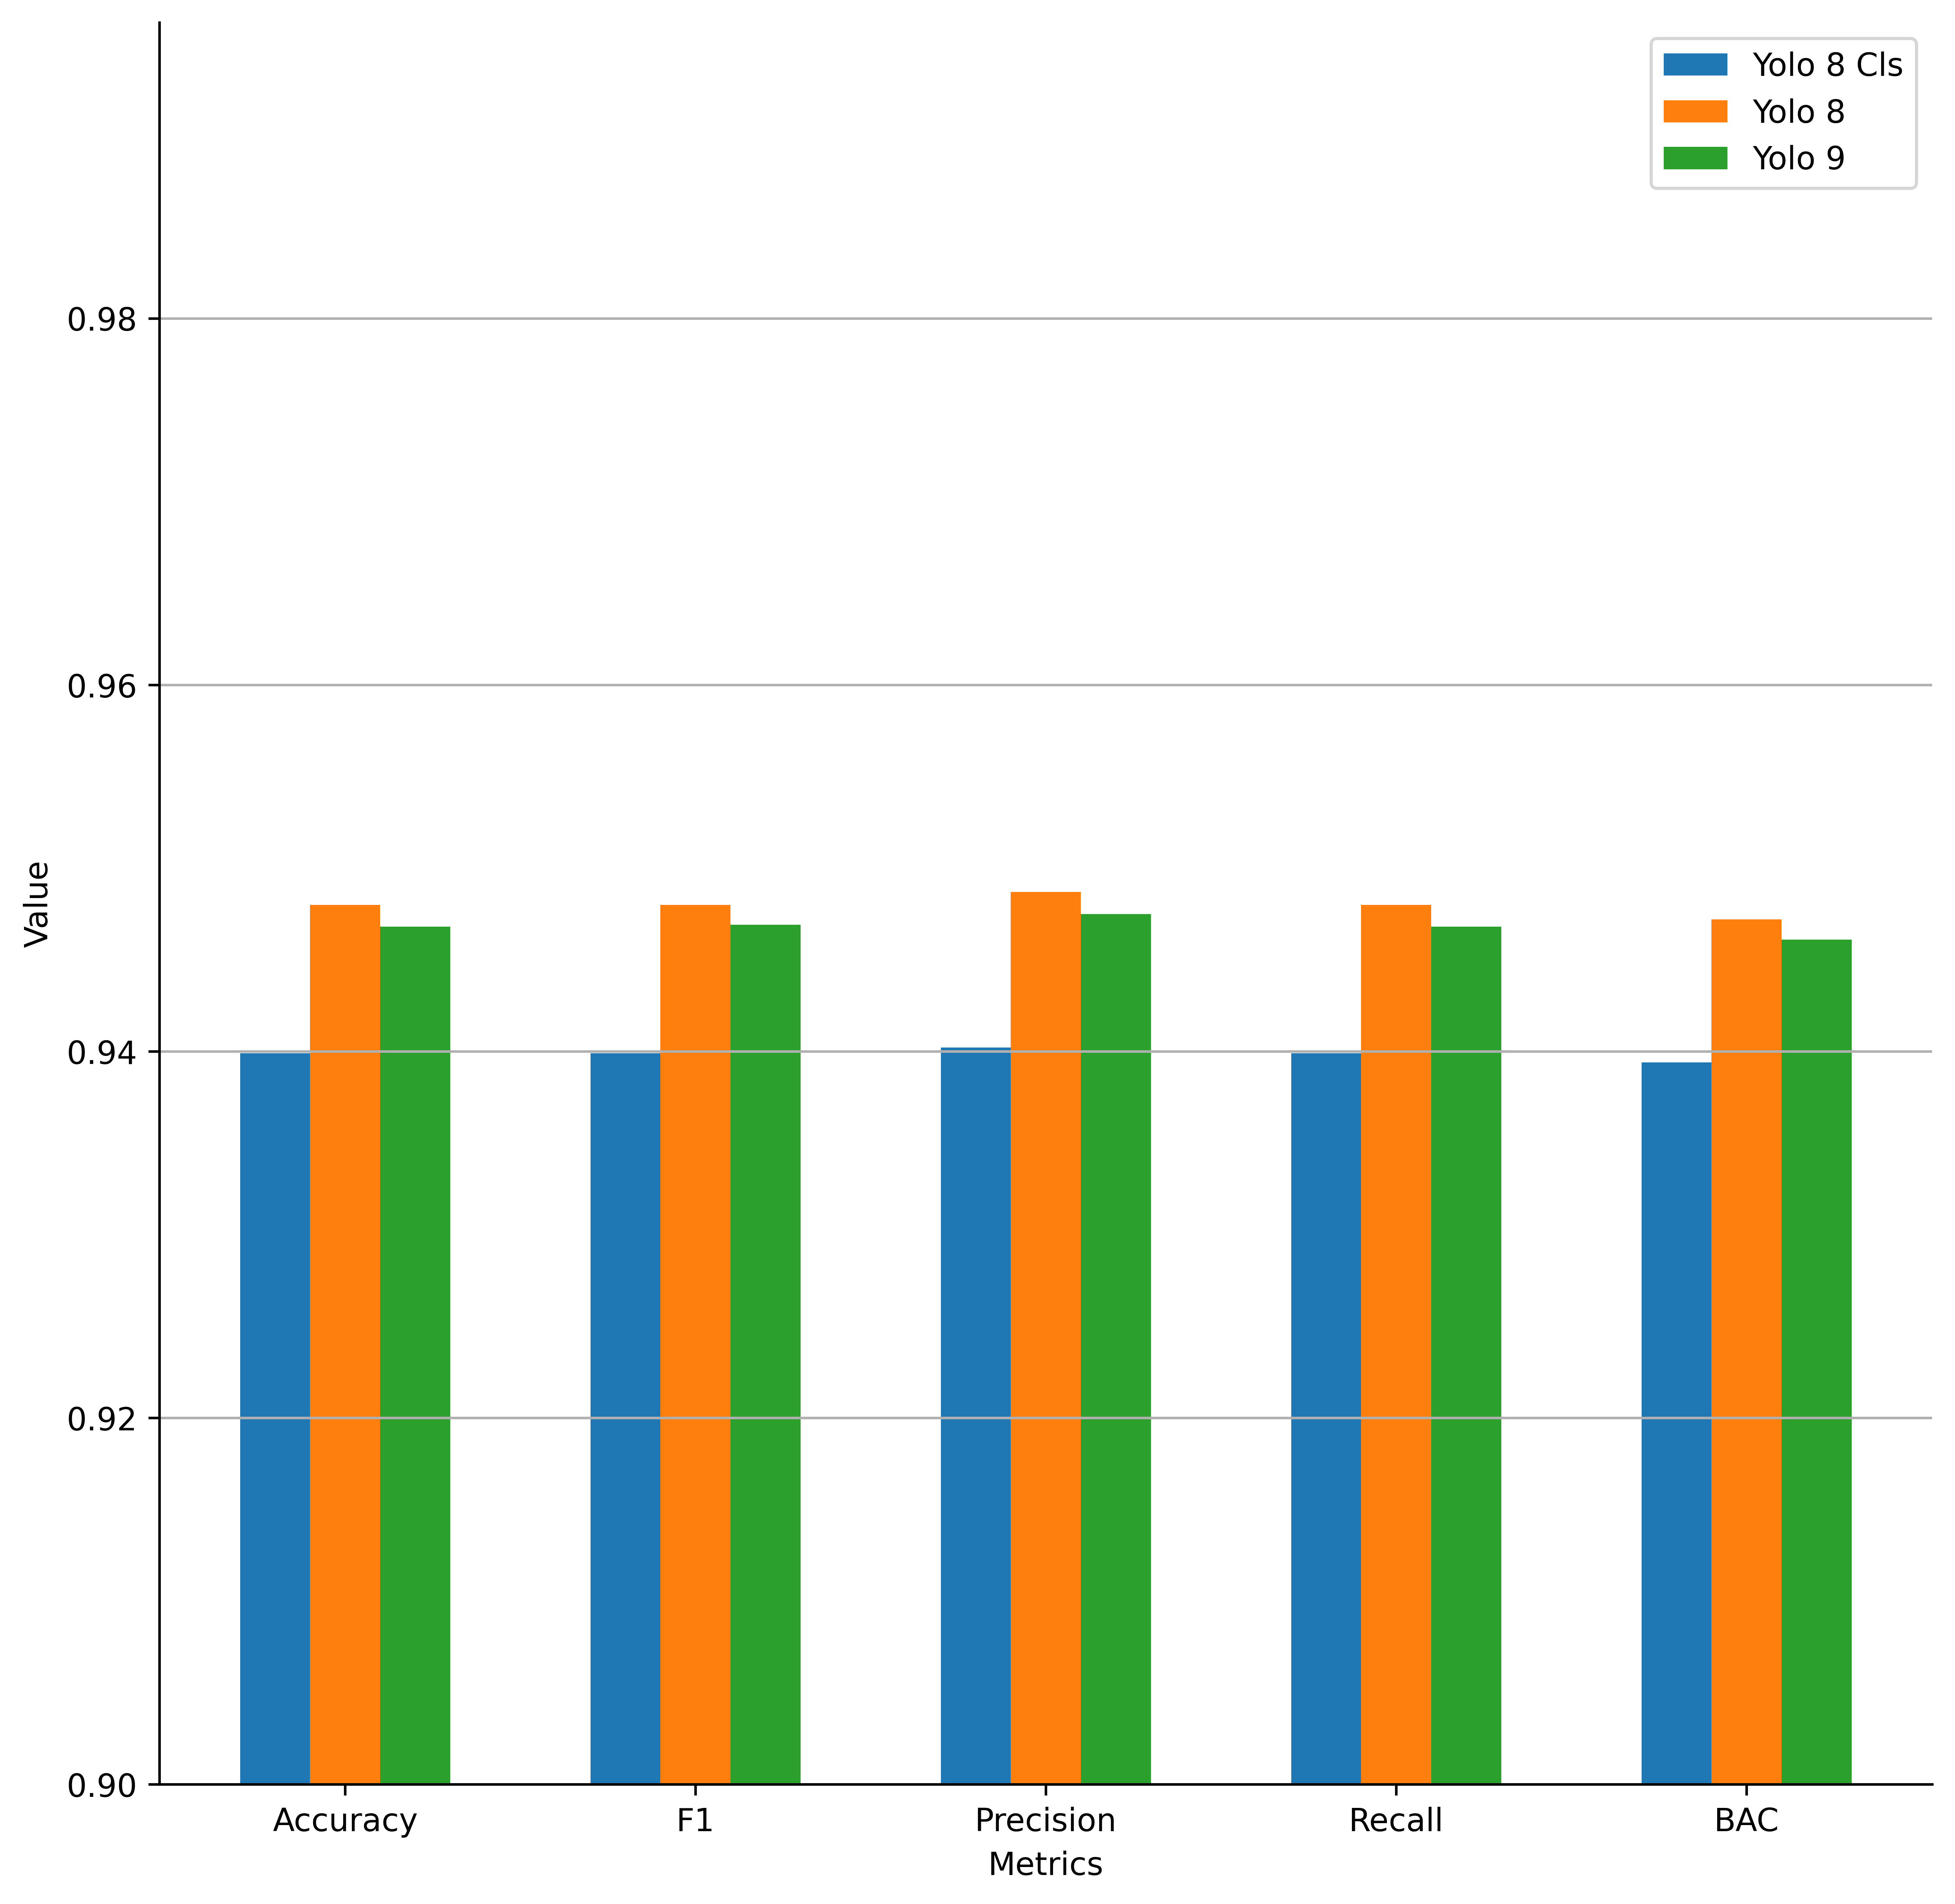 Yolo 8 Cls
Yolo 8
Yolo 9
0.98
0.96
0.94
0.92
0.90
Value
Accuracy F1 Precision Recall BAC
Metrics